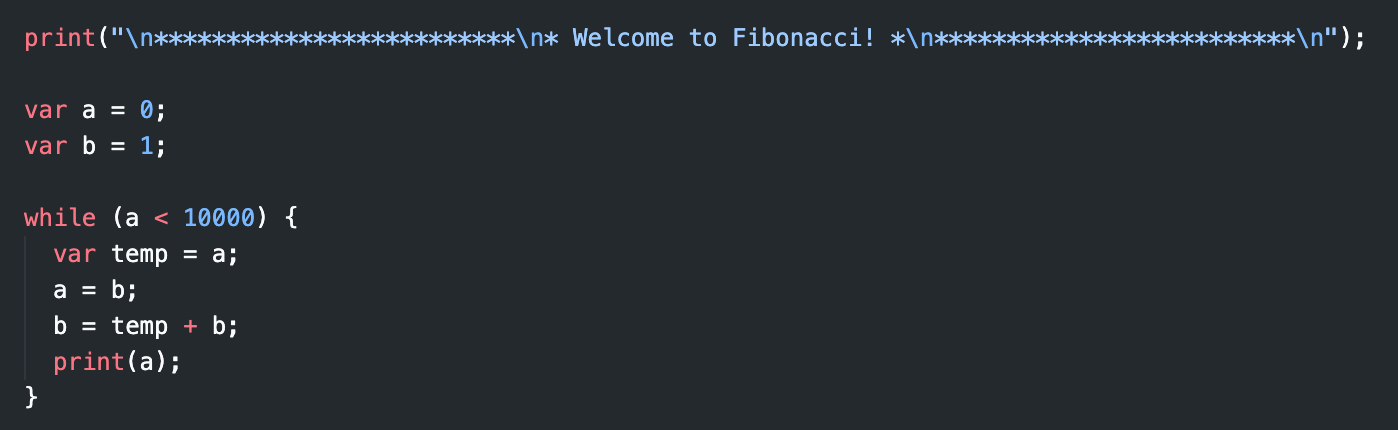 print("\n*************************\n* Welcome to Fibonacci! *\n*************************\n");
var a = 0;
var b = 1;
while (a < 10000) {
  var temp = a;
  a = b;
  b = temp + b;
  print(a);
}